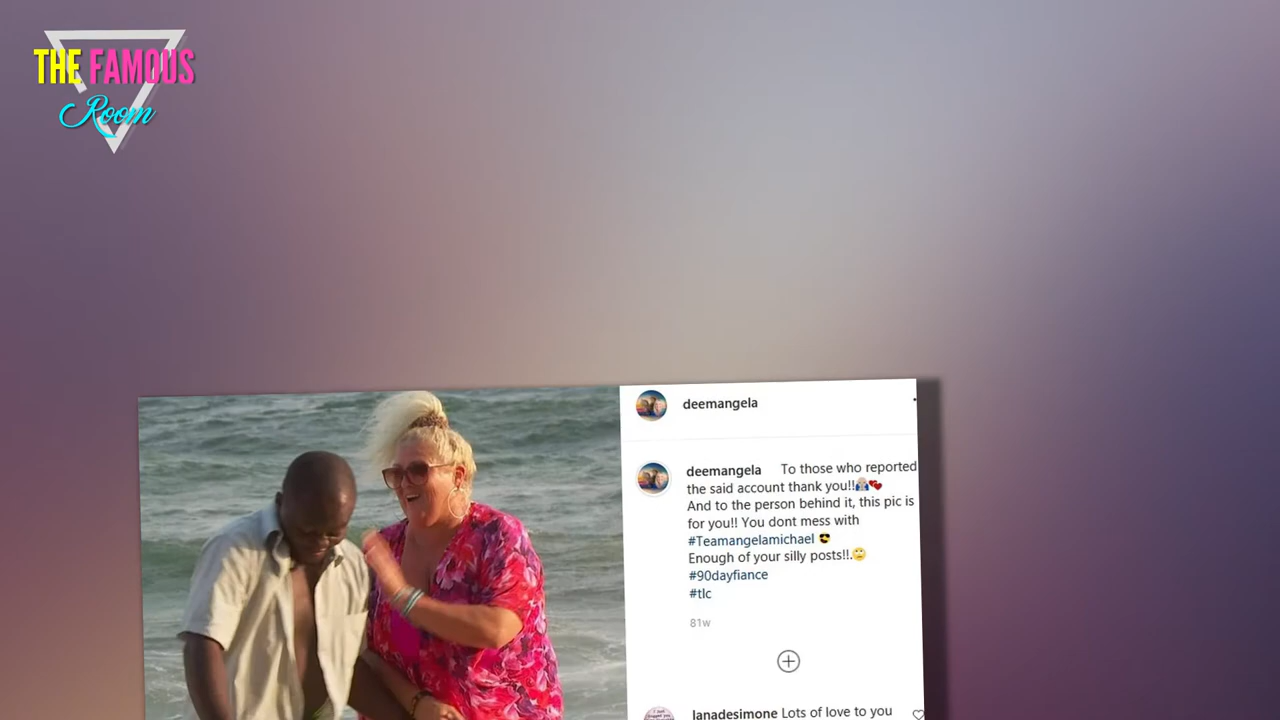 THE FAMOUS
Room
deemangela
deemangela To those who reported
the said account thank you!!
And to the person behind it, this pic is
for you!! You dont mess with
#Teamangelamichael 😎
Enough of your silly posts!!.🙄
#90dayfiance
#tlc
81w
lanadesimone Lots of love to you